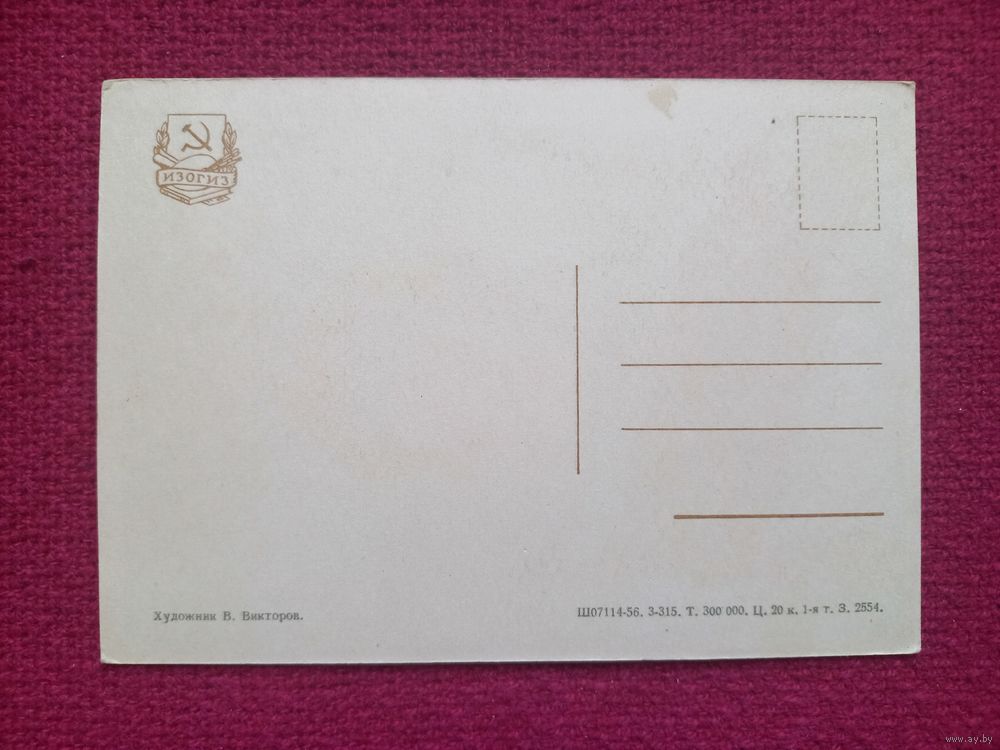 ИЗОГИЗ
Художник В. Викторов.
Ш07114-56. 3-315. Т. 300 000. Ц. 20 к. 1-я т. З. 2554.
www.ay.by